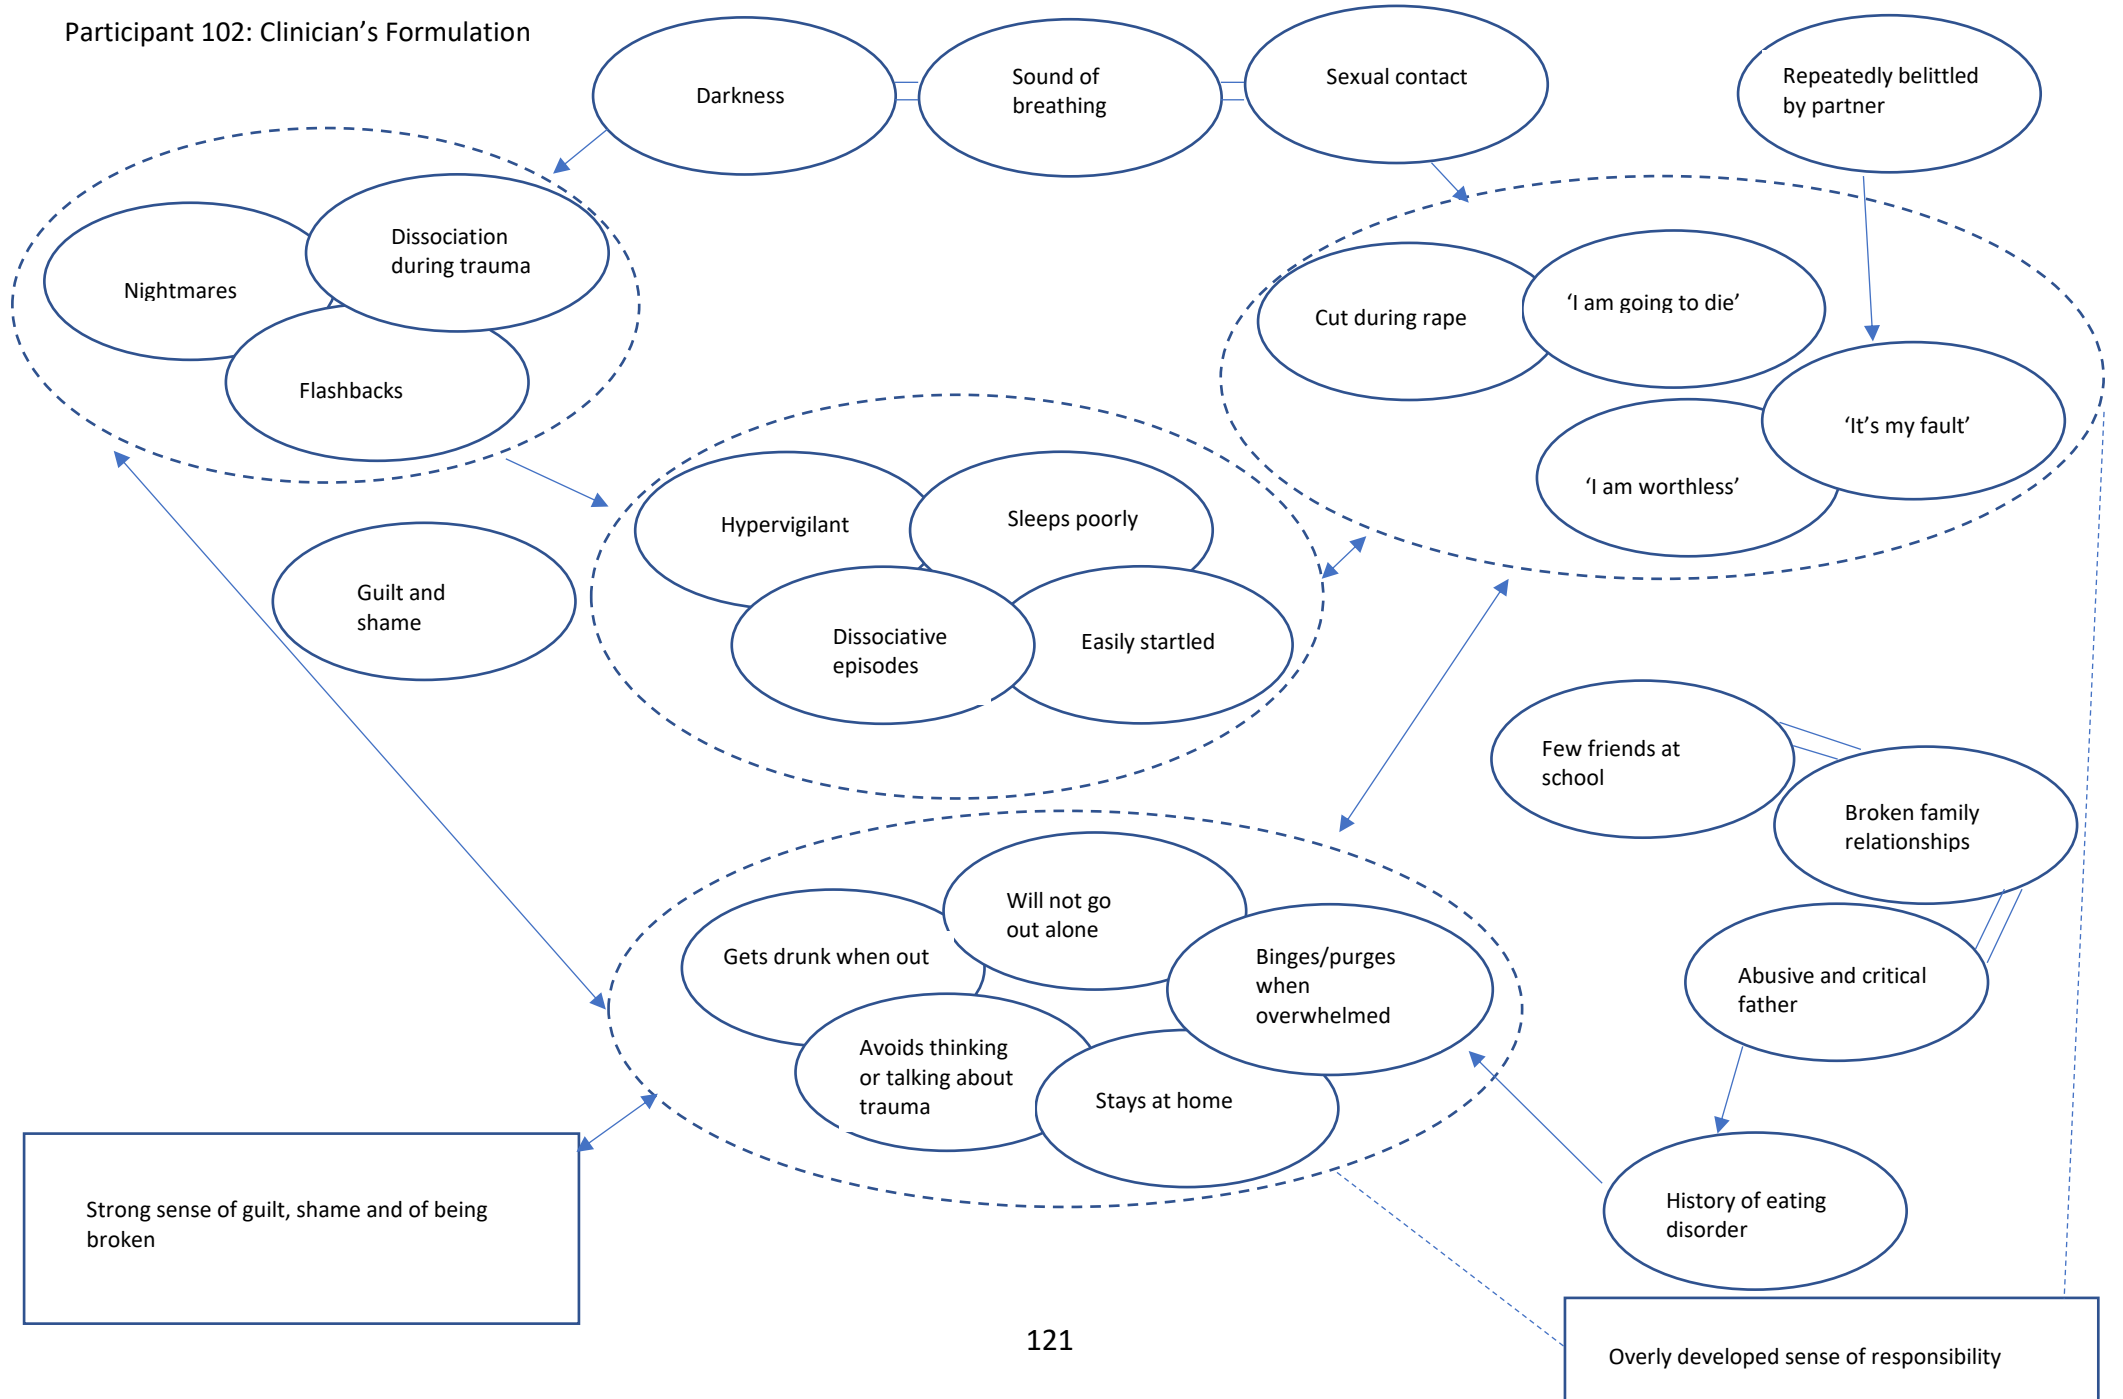 Participant 102: Clinician’s Formulation
Darkness
Sound of
breathing
Sexual contact
Repeatedly belittled
by partner
Nightmares
Dissociation
during trauma
Flashbacks
Cut during rape
‘I am going to die’
‘It’s my fault’
‘I am worthless’
Hypervigilant
Sleeps poorly
Dissociative
episodes
Easily startled
Guilt and
shame
Few friends at
school
Broken family
relationships
Abusive and critical
father
History of eating
disorder
Gets drunk when out
Will not go
out alone
Binges/purges
when
overwhelmed
Avoids thinking
or talking about
trauma
Stays at home
Strong sense of guilt, shame and of being
broken
Overly developed sense of responsibility
121